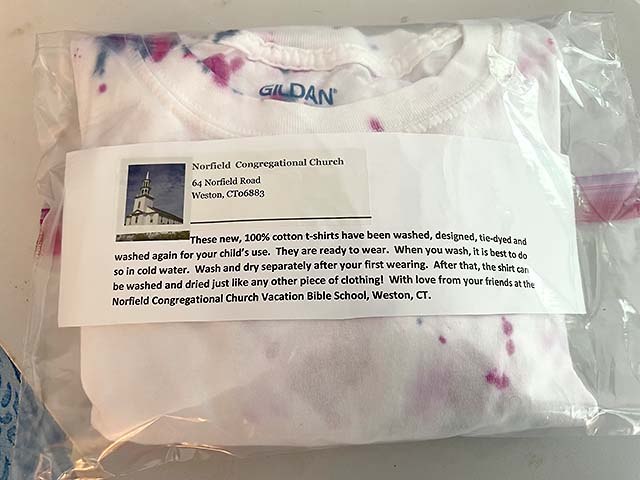 GILDAN®
Norfield Congregational Church
64 Norfield Road
Weston, CT06883
These new, 100% cotton t-shirts have been washed, designed, tie-dyed and
washed again for your child's use. They are ready to wear. When you wash, it is best to do
so in cold water. Wash and dry separately after your first wearing. After that, the shirt can
be washed and dried just like any other piece of clothing! With love from your friends at the
Norfield Congregational Church Vacation Bible School, Weston, CT.